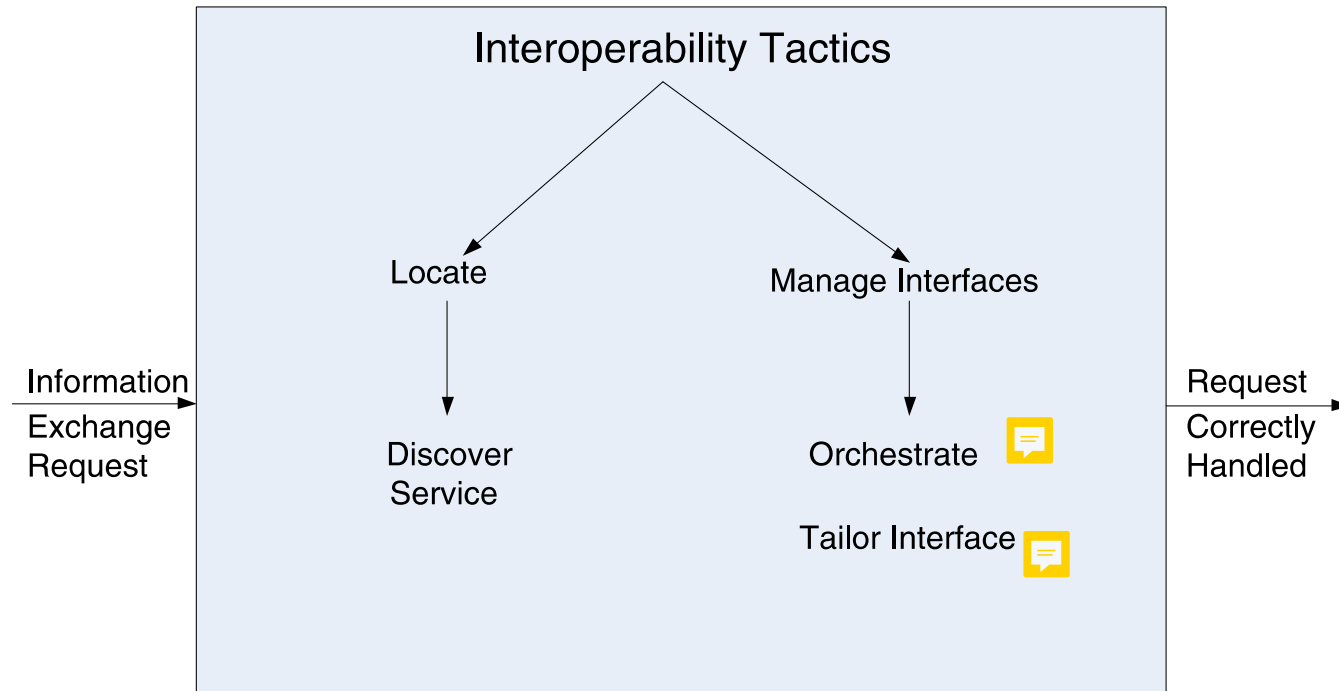 Interoperability Tactics
Locate
Manage Interfaces
Information
Exchange
Request
Discover
Service
Orchestrate
Tailor Interface
Request
Correctly
Handled